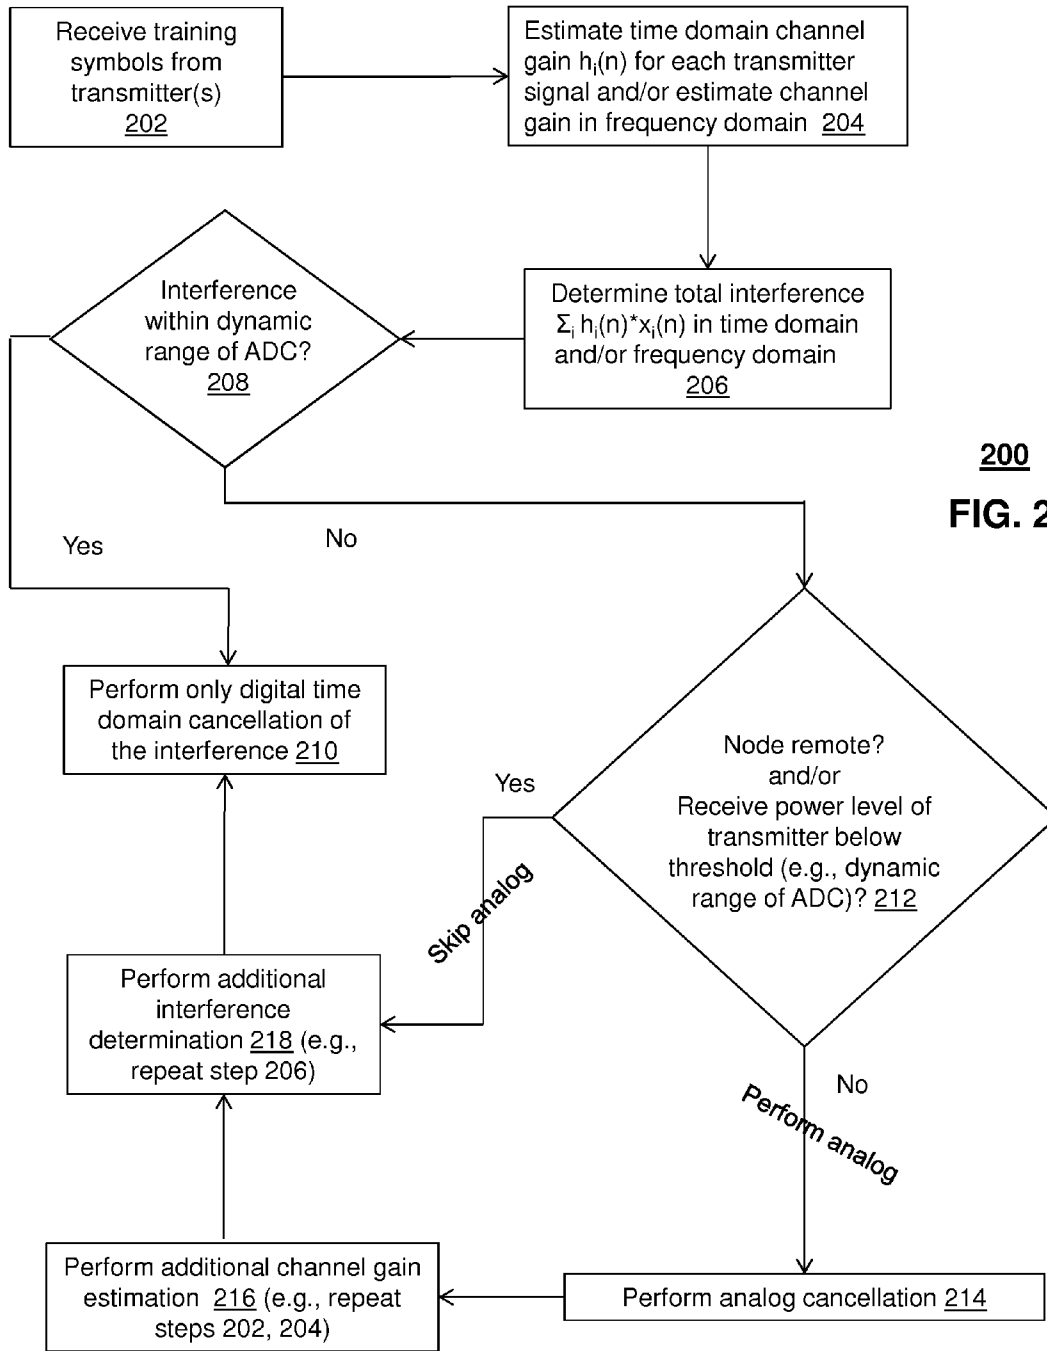 Receive training
symbols from
transmitter(s)
202
Estimate time domain channel
gain hᵢ(n) for each transmitter
signal and/or estimate channel
gain in frequency domain 204
Interference
within dynamic
range of ADC?
208
Determine total interference
Σᵢ hᵢ(n)*xᵢ(n) in time domain
and/or frequency domain
206
200
FIG. 2
Yes
No
Perform only digital time
domain cancellation of
the interference 210
Node remote?
and/or
Receive power level of
transmitter below
threshold (e.g., dynamic
range of ADC)? 212
Yes
Skip analog
Perform additional
interference
determination 218 (e.g.,
repeat step 206)
No
Perform analog
Perform additional channel gain
estimation 216 (e.g., repeat
steps 202, 204)
Perform analog cancellation 214